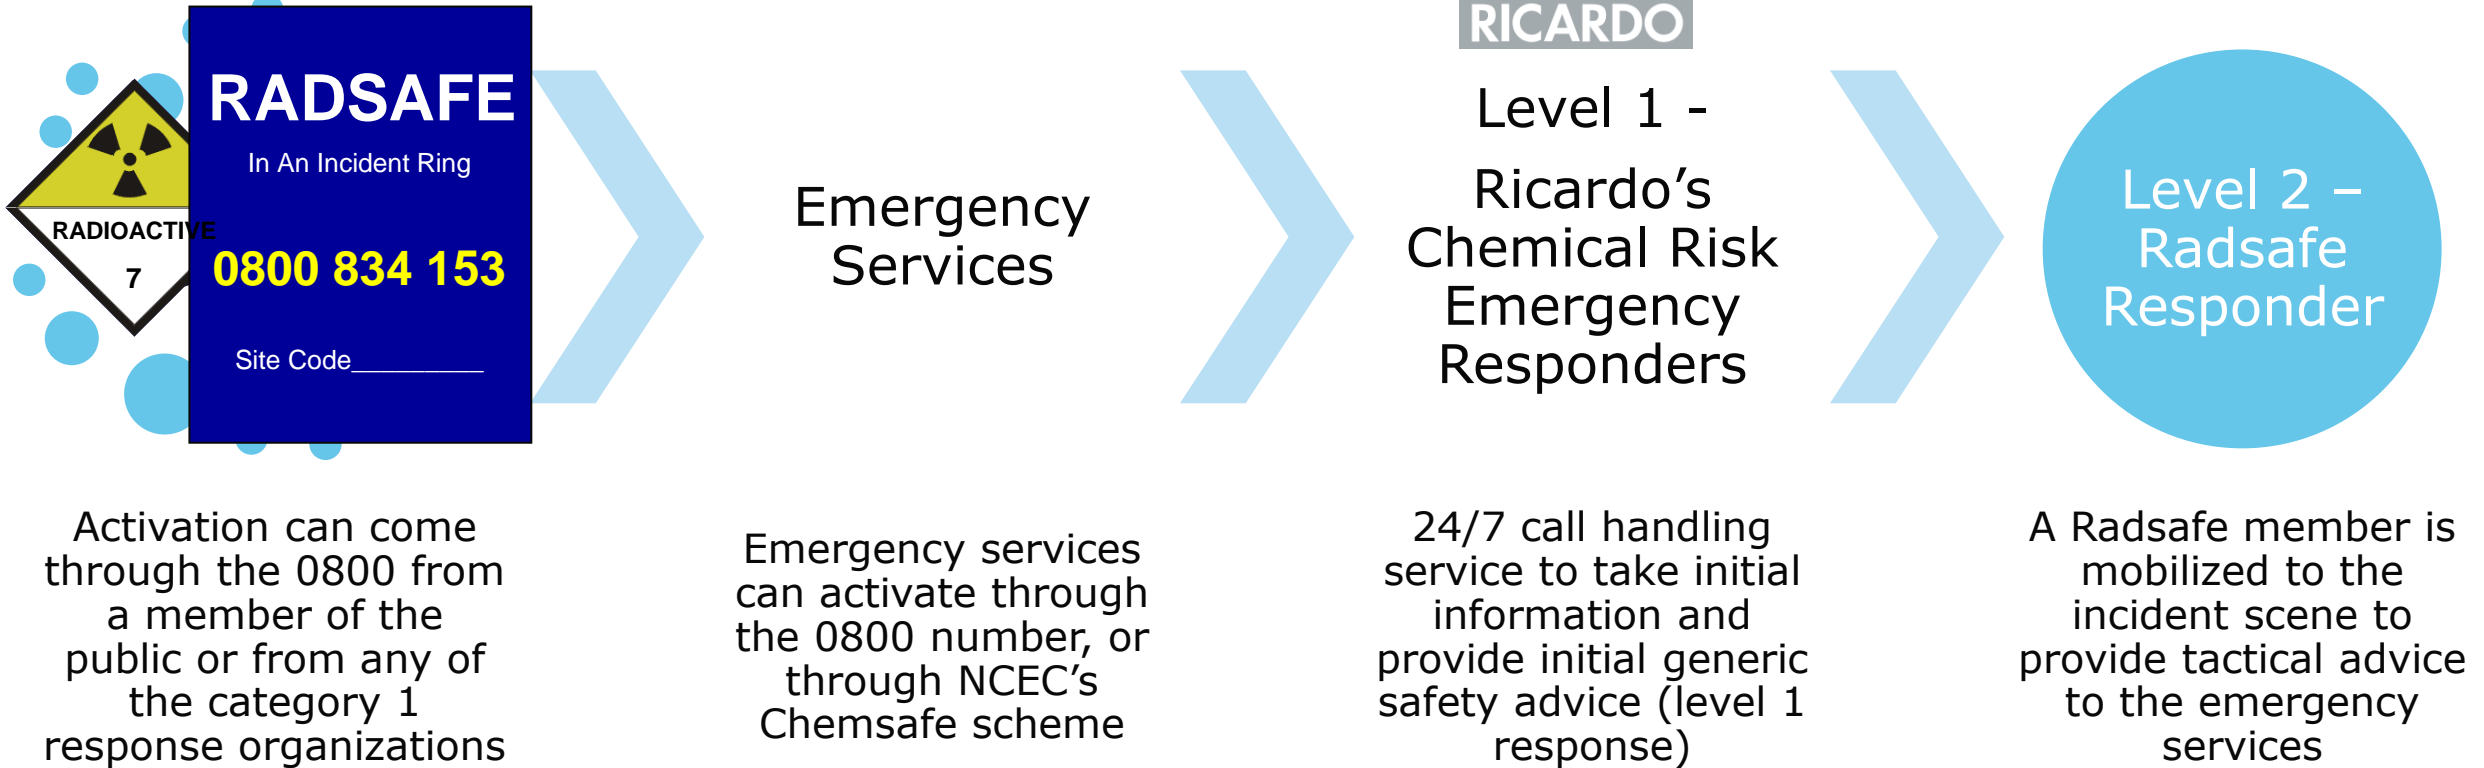 RADSAFE
In An Incident Ring
0800 834 153
Site Code_________
RADIOACTIVE
7
Activation can come
through the 0800 from
a member of the
public or from any of
the category 1
response organizations
Emergency
Services
Emergency services
can activate through
the 0800 number, or
through NCEC’s
Chemsafe scheme
RICARDO
Level 1 -
Ricardo’s
Chemical Risk
Emergency
Responders
24/7 call handling
service to take initial
information and
provide initial generic
safety advice (level 1
response)
Level 2 –
Radsafe
Responder
A Radsafe member is
mobilized to the
incident scene to
provide tactical advice
to the emergency
services